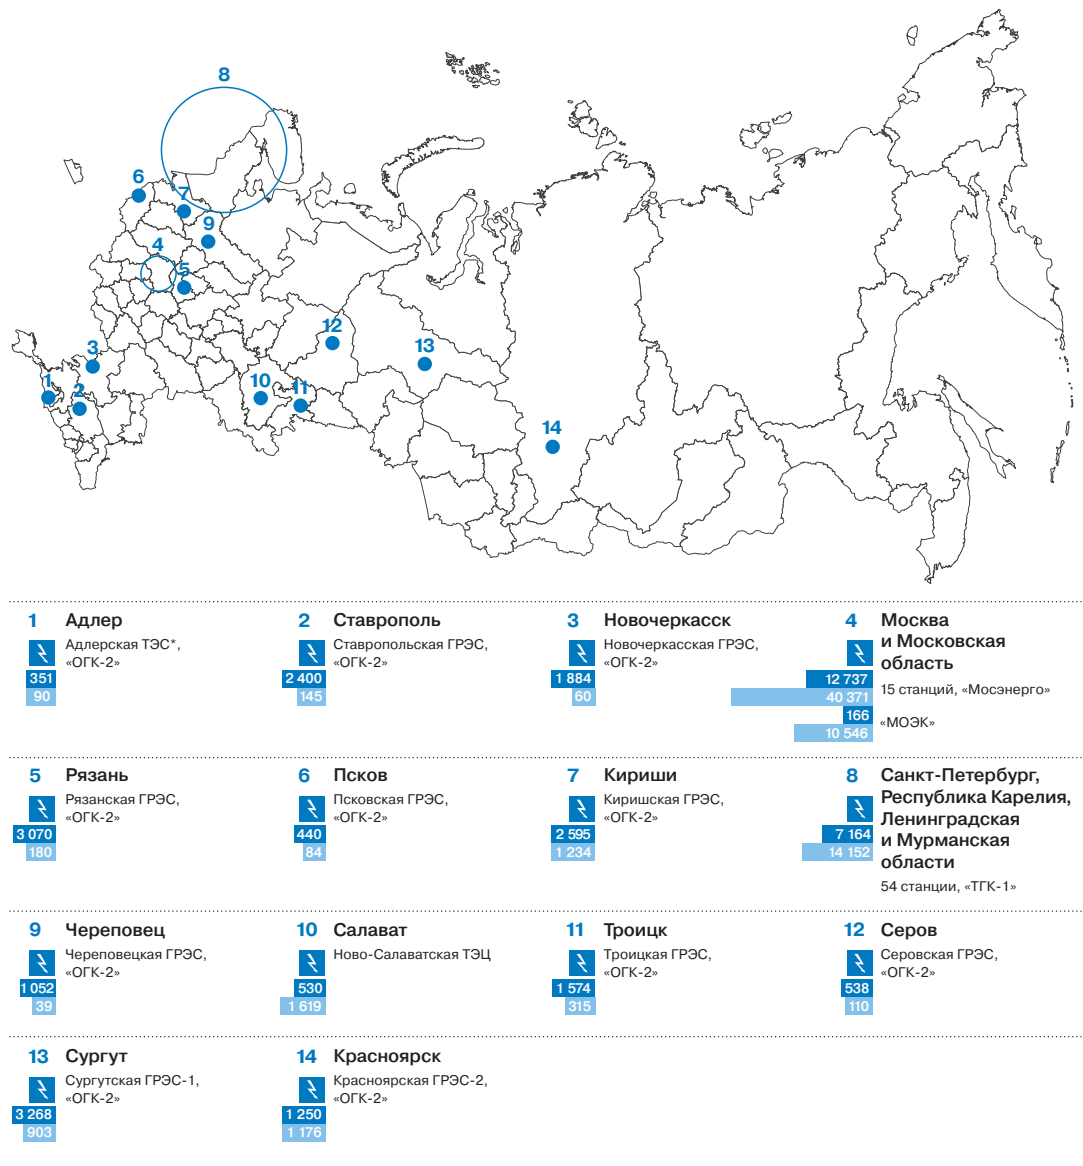 8
6
7
9
4
5
12
3
13
1
2
10
11
14
1 Адлер
Адлерская ТЭС*,
«ОГК-2»
351
90
2 Ставрополь
Ставропольская ГРЭС,
«ОГК-2»
2 400
145
3 Новочеркасск
Новочеркасская ГРЭС,
«ОГК-2»
1 884
60
4 Москва
и Московская
область
12 737
15 станций, «Мосэнерго»
40 371
166
«МОЭК»
10 546
5 Рязань
Рязанская ГРЭС,
«ОГК-2»
3 070
180
6 Псков
Псковская ГРЭС,
«ОГК-2»
440
84
7 Кириши
Киришская ГРЭС,
«ОГК-2»
2 595
1 234
8 Санкт-Петербург,
Республика Карелия,
Ленинградская
и Мурманская
области
7 164
14 152
54 станции, «ТГК-1»
9 Череповец
Череповецкая ГРЭС,
«ОГК-2»
1 052
39
10 Салават
Ново-Салаватская ТЭЦ
530
1 619
11 Троицк
Троицкая ГРЭС,
«ОГК-2»
1 574
315
12 Серов
Серовская ГРЭС,
«ОГК-2»
538
110
13 Сургут
Сургутская ГРЭС-1,
«ОГК-2»
3 268
903
14 Красноярск
Красноярская ГРЭС-2,
«ОГК-2»
1 250
1 176